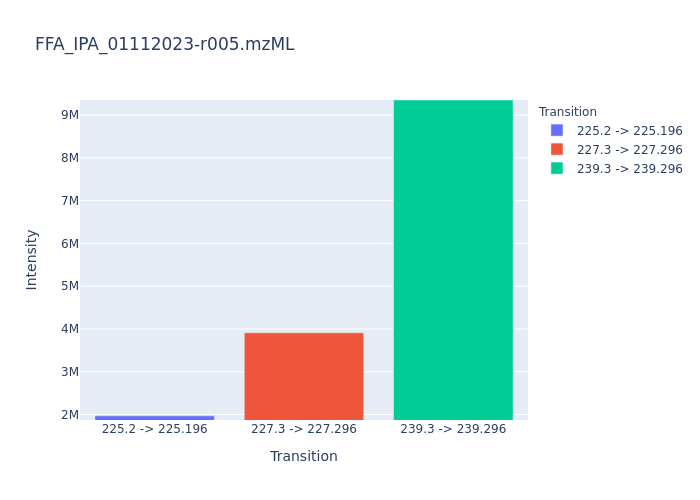 FFA_IPA_01112023-r005.mzML
Transition
225.2 -> 225.196
227.3 -> 227.296
239.3 -> 239.296
9M
8M
7M
6M
5M
4M
3M
2M
Intensity
225.2 -> 225.196
227.3 -> 227.296
239.3 -> 239.296
Transition